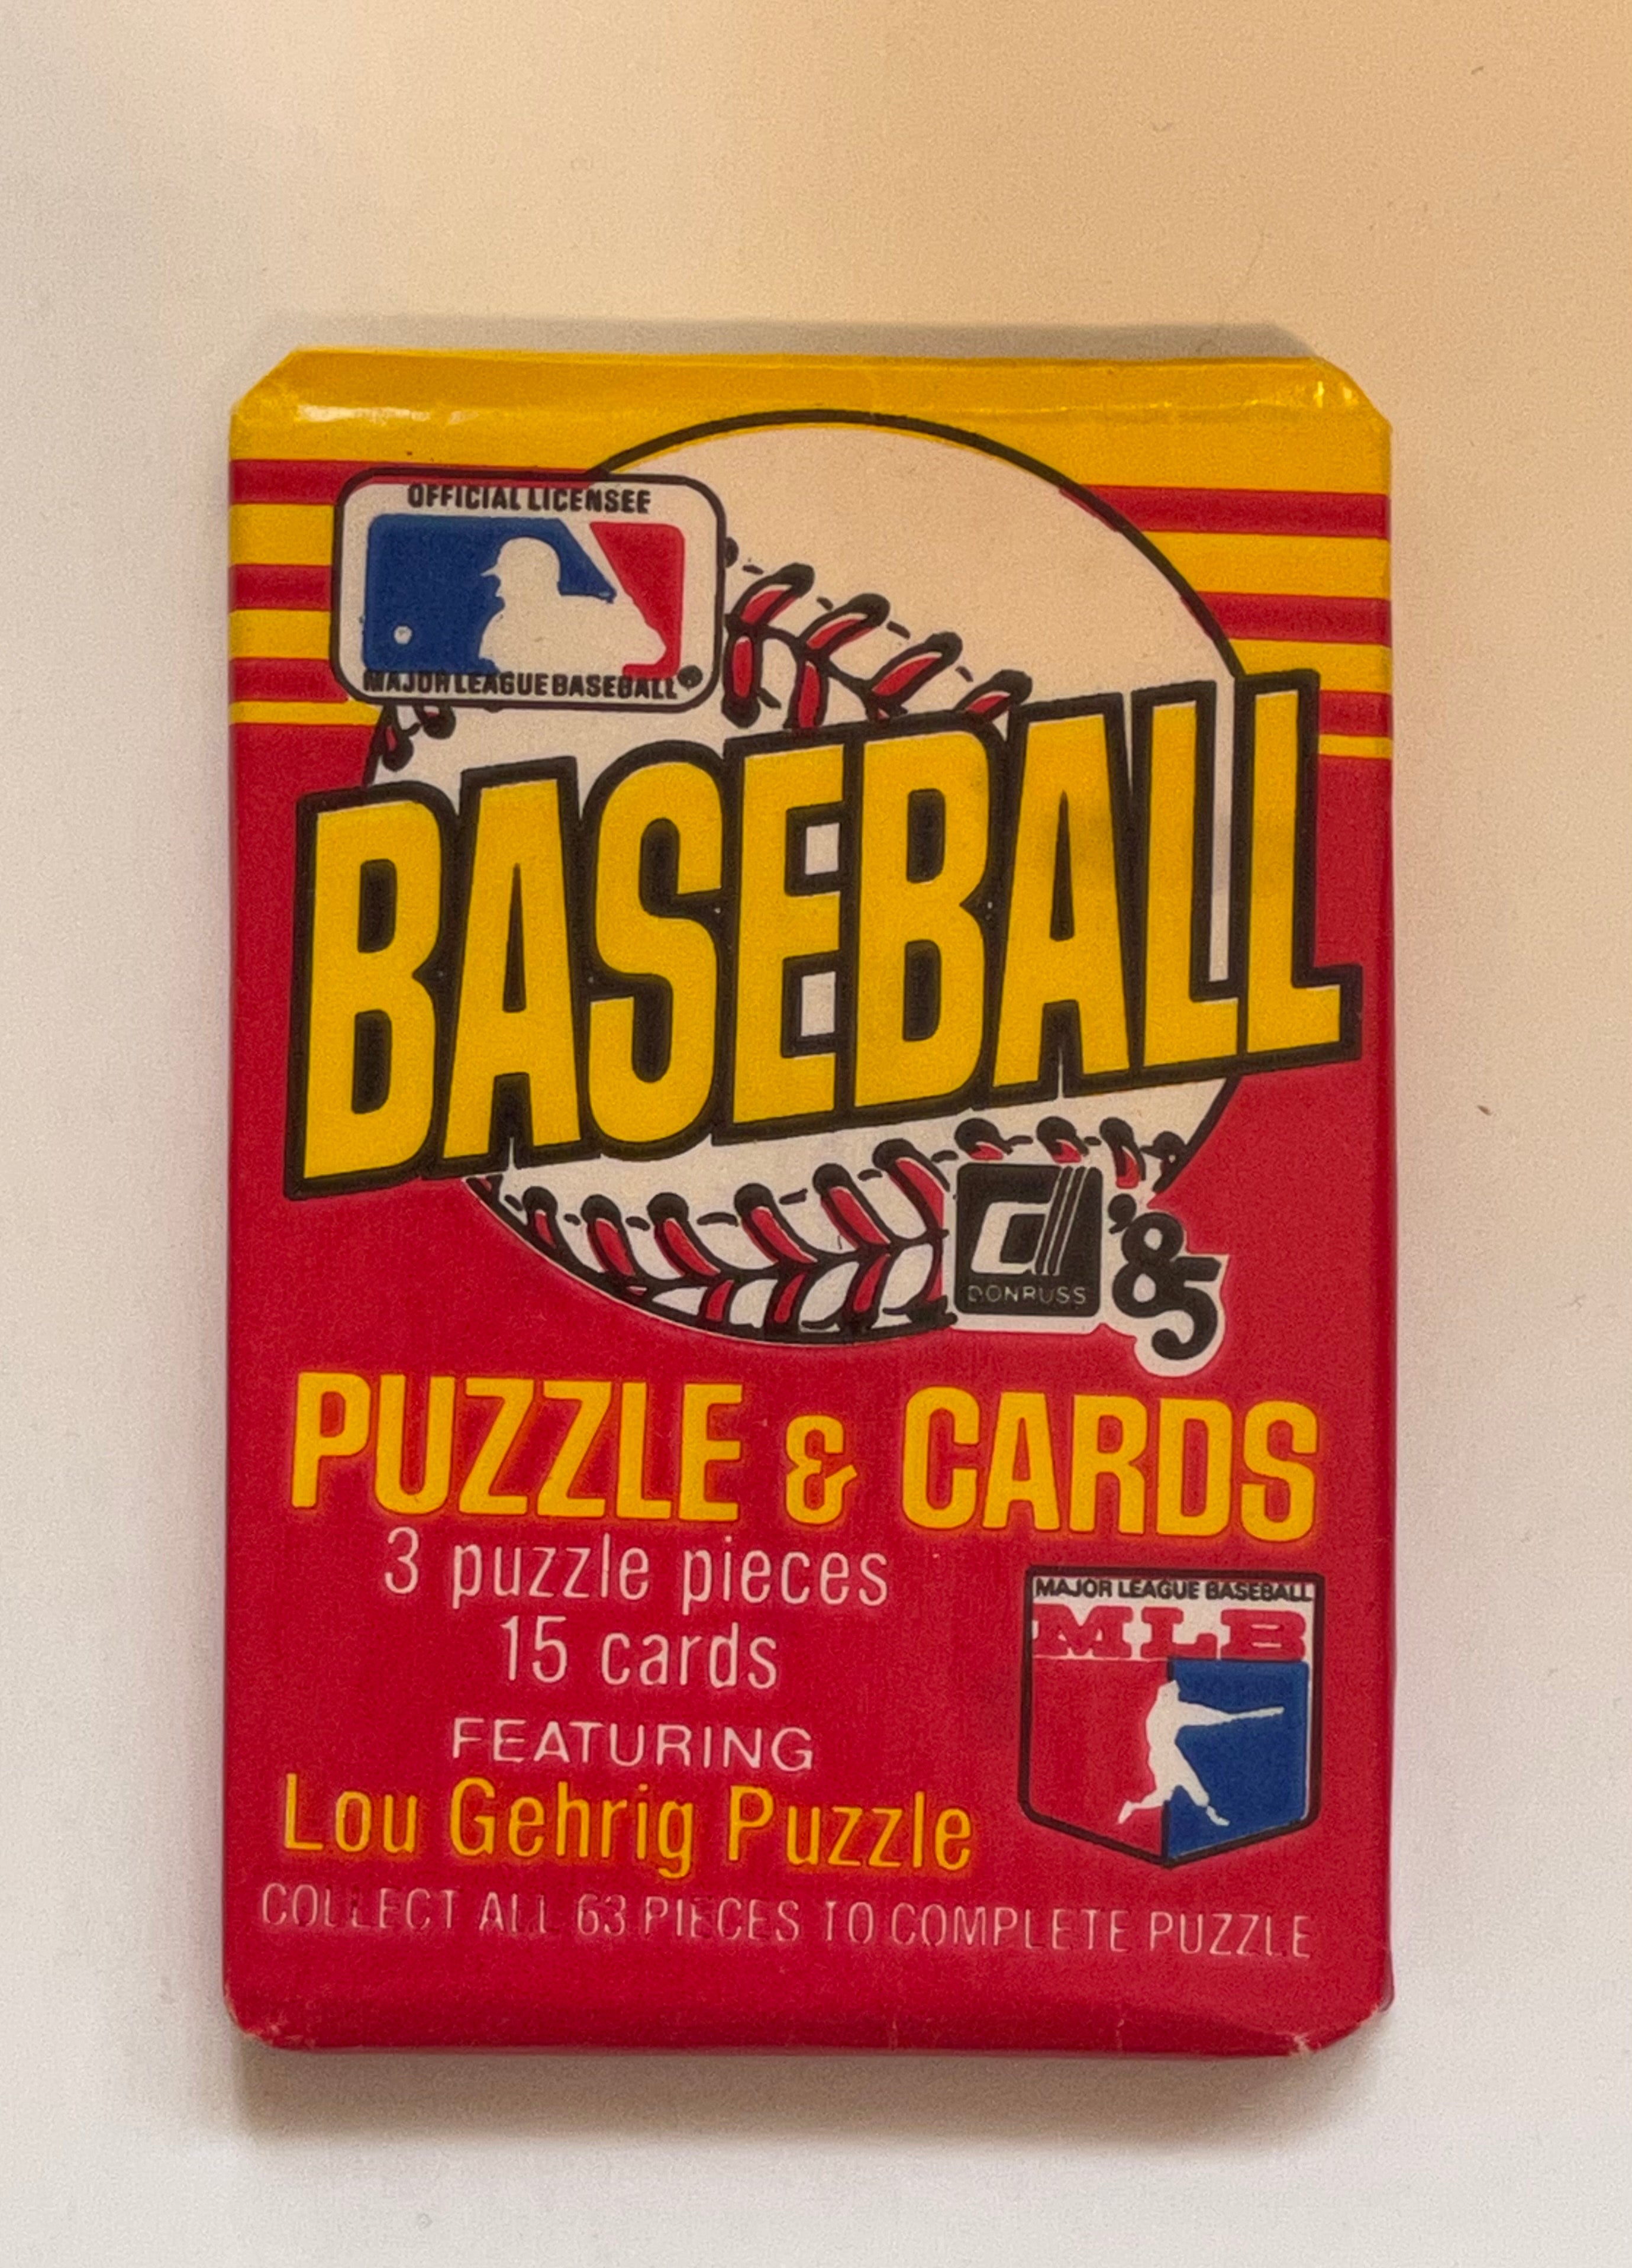 OFFICIAL LICENSEE
MAJOR LEAGUE BASEBALL®
BASEBALL
DONRUSS
'85
PUZZLE & CARDS
3 puzzle pieces
15 cards
FEATURING
Lou Gehrig Puzzle
MAJOR LEAGUE BASEBALL
MLB
COLLECT ALL 63 PIECES TO COMPLETE PUZZLE